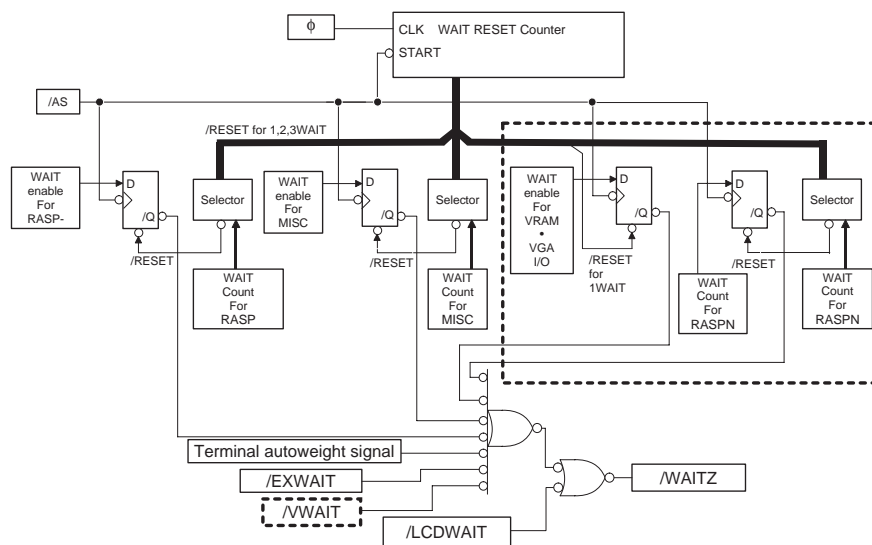 ϕ
CLK WAIT RESET Counter
START
/AS
/RESET for 1,2,3WAIT
WAIT
enable
For
RASP-
D
/Q
/RESET
Selector
WAIT
Count
For
RASP
WAIT
enable
For
MISC
D
/Q
/RESET
Selector
WAIT
Count
For
MISC
WAIT
enable
For
VRAM
•
VGA
I/O
D
/Q
/RESET
for
1WAIT
D
/Q
/RESET
WAIT
Count
For
RASPN
Selector
WAIT
Count
For
RASPN
Terminal autoweight signal
/EXWAIT
/VWAIT
/LCDWAIT
/WAITZ